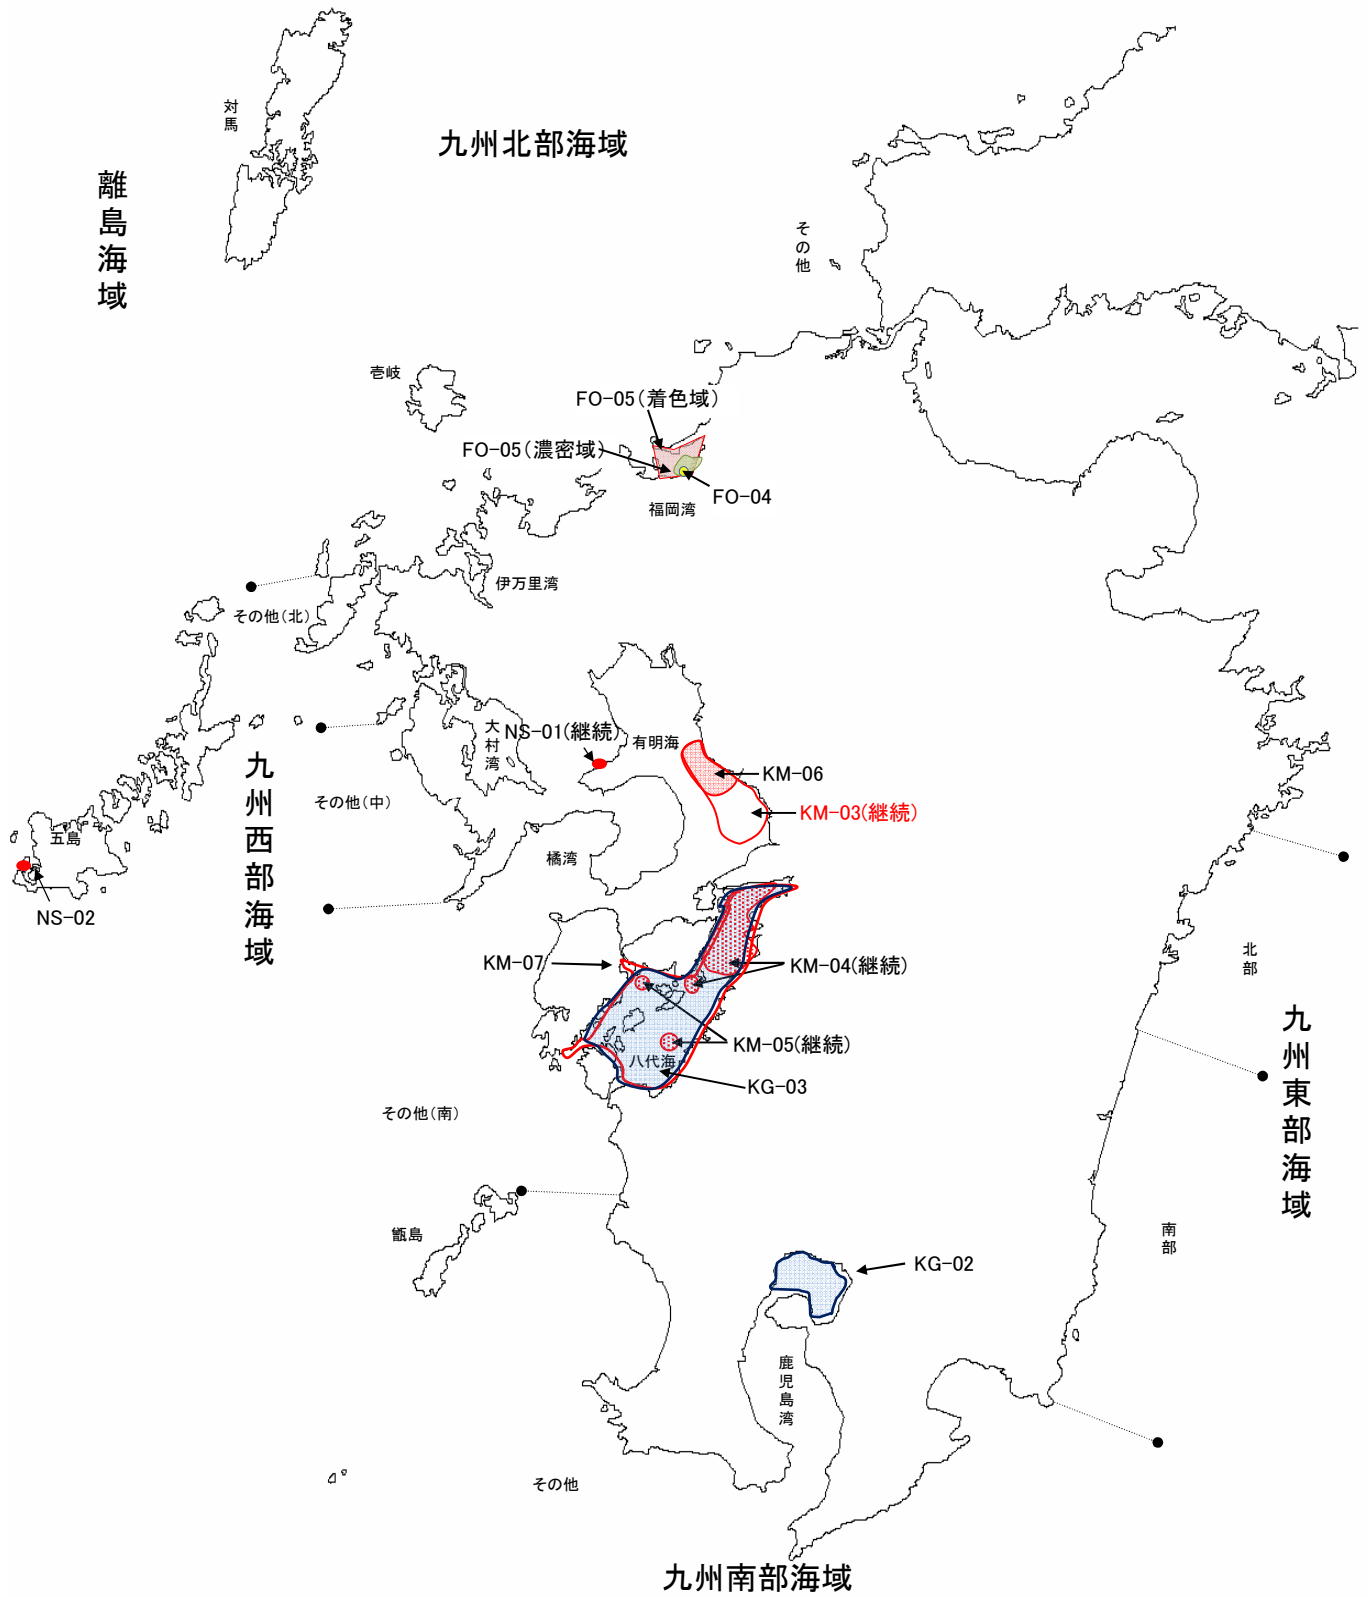 対馬
九州北部海域
離島海域
その他
壱岐
FO-05(着色域)
FO-05(濃密域)
FO-04
福岡湾
伊万里湾
その他(北)
大村湾
NS-01(継続)
有明海
九州西部海域
KM-06
その他(中)
KM-03(継続)
五島
橘湾
NS-02
KM-07
KM-04(継続)
北部
九州東部海域
KM-05(継続)
八代海
KG-03
その他(南)
甑島
南部
KG-02
鹿児島湾
その他
九州南部海域